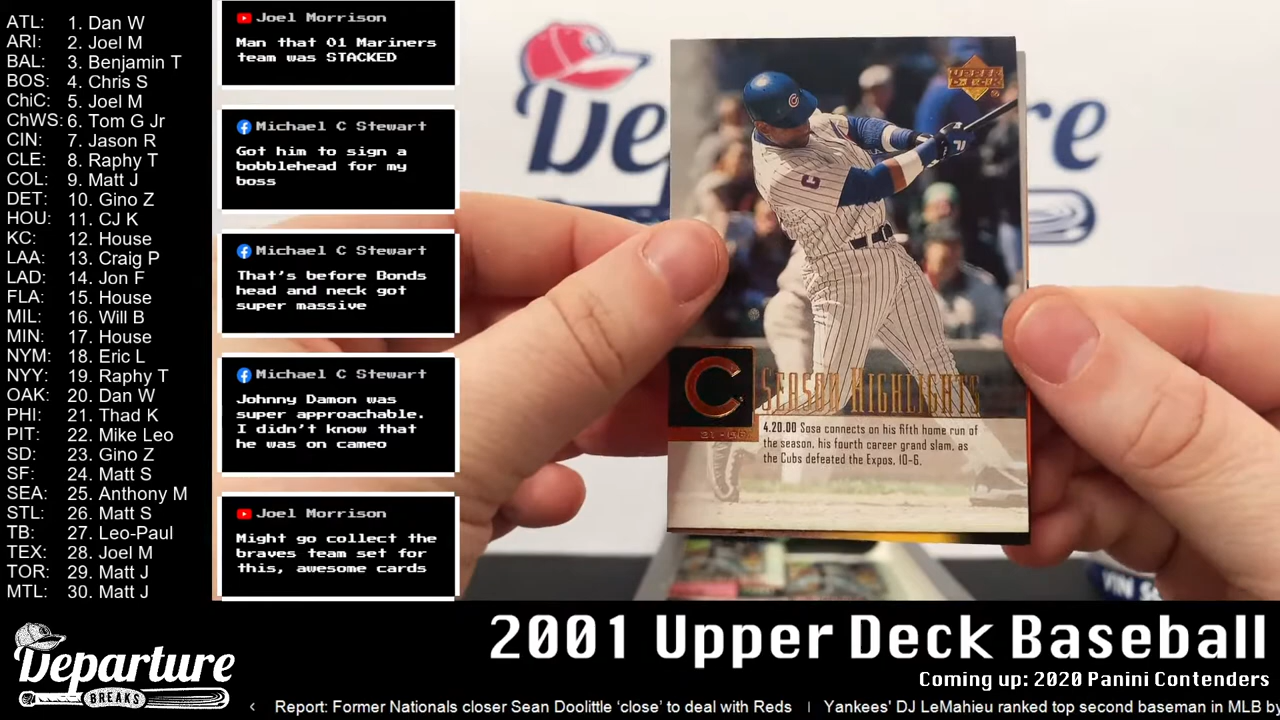 ATL: 1. Dan W
ARI: 2. Joel M
BAL: 3. Benjamin T
BOS: 4. Chris S
ChiC: 5. Joel M
ChWS: 6. Tom G Jr
CIN: 7. Jason R
CLE: 8. Raphy T
COL: 9. Matt J
DET: 10. Gino Z
HOU: 11. CJ K
KC: 12. House
LAA: 13. Craig P
LAD: 14. Jon F
FLA: 15. House
MIL: 16. Will B
MIN: 17. House
NYM: 18. Eric L
NYY: 19. Raphy T
OAK: 20. Dan W
PHI: 21. Thad K
PIT: 22. Mike Leo
SD: 23. Gino Z
SF: 24. Matt S
SEA: 25. Anthony M
STL: 26. Matt S
TB: 27. Leo-Paul
TEX: 28. Joel M
TOR: 29. Matt J
MTL: 30. Matt J
Joel Morrison
Man that 01 Mariners
team was STACKED
Michael C Stewart
Got him to sign a
bobblehead for my
boss
Michael C Stewart
That's before Bonds
head and neck got
super massive
Michael C Stewart
Johnny Damon was
super approachable.
I didn't know that
he was on cameo
Joel Morrison
Might go collect the
braves team set for
this, awesome cards
UPPER DECK
C
C
C
SEASON HIGHLIGHTS
21 - OF
4.20.00 Sosa connects on his fifth home run of
the season, his fourth career grand slam, as
the Cubs defeated the Expos, 10-6.
VIN
Departure
BREAKS
2001 Upper Deck Baseball
Coming up: 2020 Panini Contenders
‹ Report: Former Nationals closer Sean Doolittle 'close' to deal with Reds | Yankees' DJ LeMahieu ranked top second baseman in MLB by